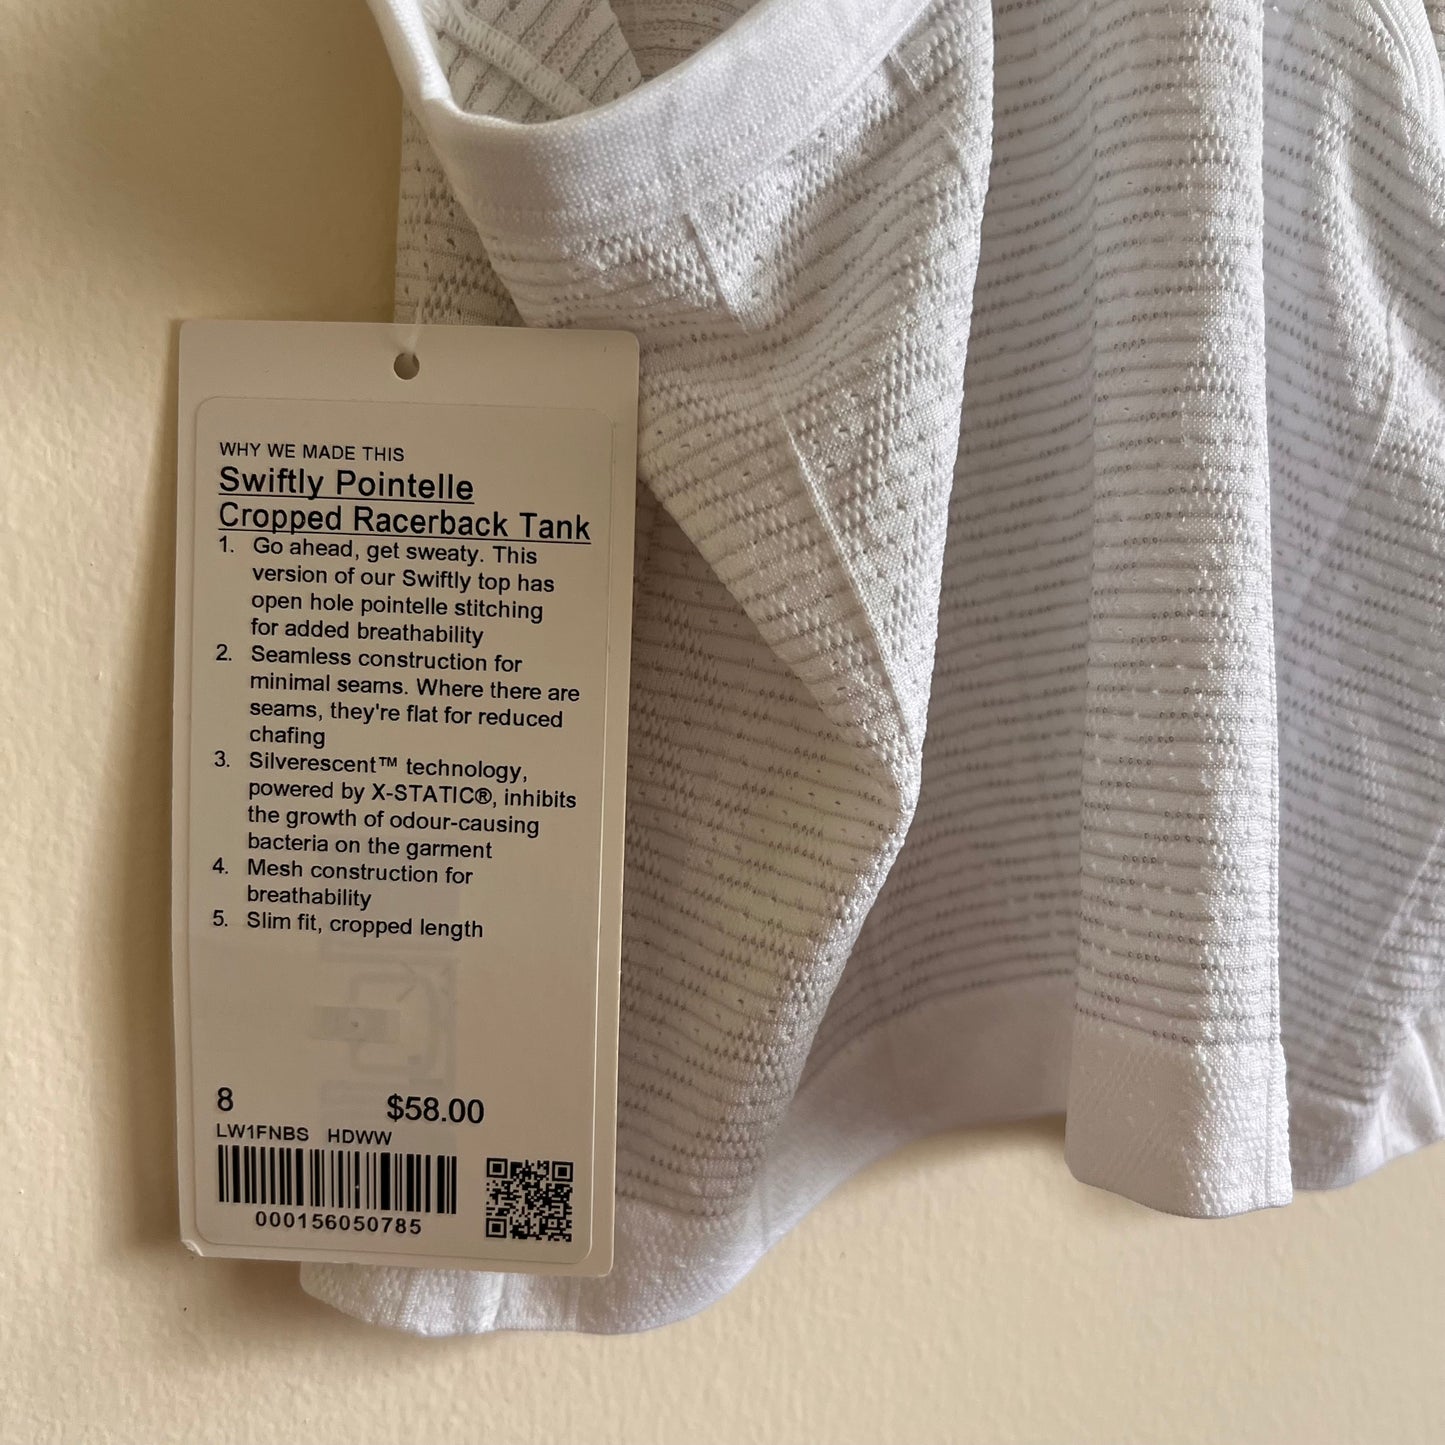 WHY WE MADE THIS
Swiftly Pointelle
Cropped Racerback Tank
1. Go ahead, get sweaty. This
version of our Swiftly top has
open hole pointelle stitching
for added breathability
2. Seamless construction for
minimal seams. Where there are
seams, they're flat for reduced
chafing
3. Silverescent™ technology,
powered by X-STATIC®, inhibits
the growth of odour-causing
bacteria on the garment
4. Mesh construction for
breathability
5. Slim fit, cropped length
8 $58.00
LW1FNBS HDWW
000156050785